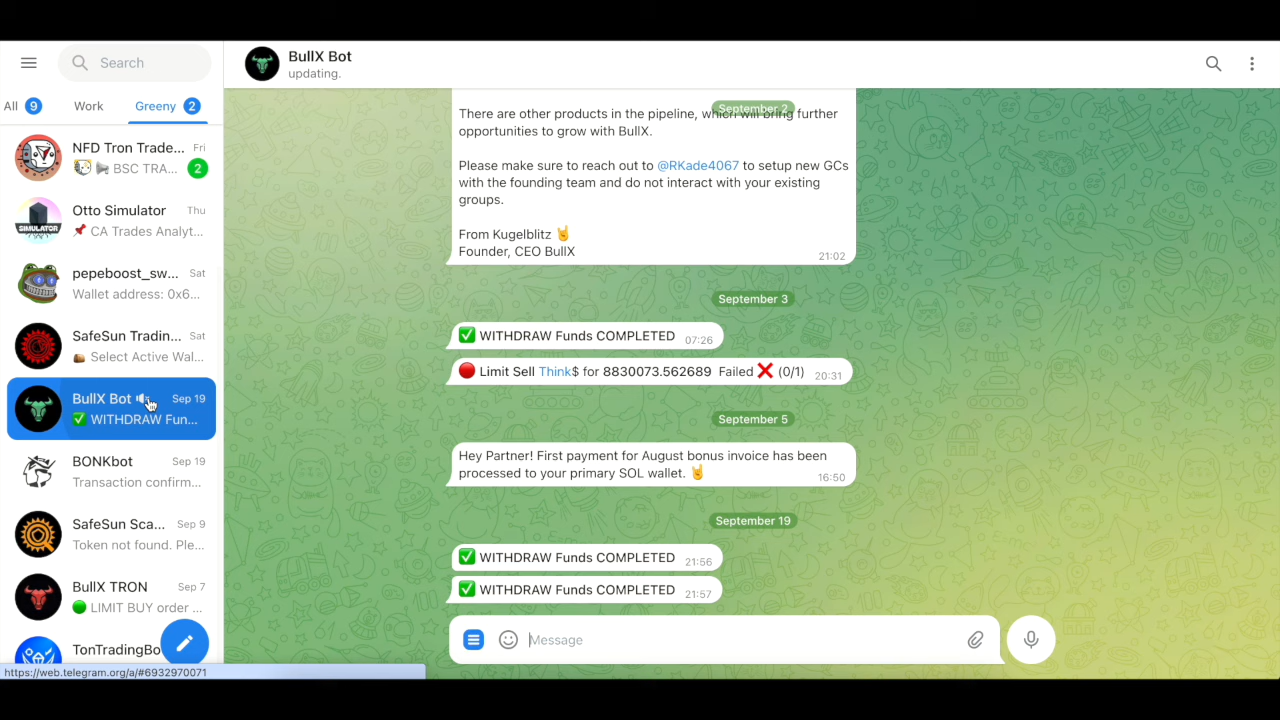 Search
All 9
Work
Greeny 2
NFD Tron Trade... Fri
BSC TRA... 2
Otto Simulator Thu
CA Trades Analyt...
SIMULATOR
pepeboost_sw... Sat
Wallet address: 0x6...
SafeSun Tradin... Sat
Select Active Wal...
BullX Bot Sep 19
✅ WITHDRAW Fun...
BONKbot Sep 19
Transaction confirm...
SafeSun Sca... Sep 9
Token not found. Ple...
BullX TRON Sep 7
🟢 LIMIT BUY order ...
TonTradingBo
https://web.telegram.org/a/#6932970071
BullX Bot
updating.
September 2
There are other products in the pipeline, which will bring further
opportunities to grow with BullX.
Please make sure to reach out to @RKade4067 to setup new GCs
with the founding team and do not interact with your existing
groups.
From Kugelblitz 🤘
Founder, CEO BullX
21:02
September 3
✅ WITHDRAW Funds COMPLETED 07:26
🔴 Limit Sell Think$ for 8830073.562689 Failed ❌ (0/1) 20:31
September 5
Hey Partner! First payment for August bonus invoice has been
processed to your primary SOL wallet. 🤘 16:50
September 19
✅ WITHDRAW Funds COMPLETED 21:56
✅ WITHDRAW Funds COMPLETED 21:57
Message